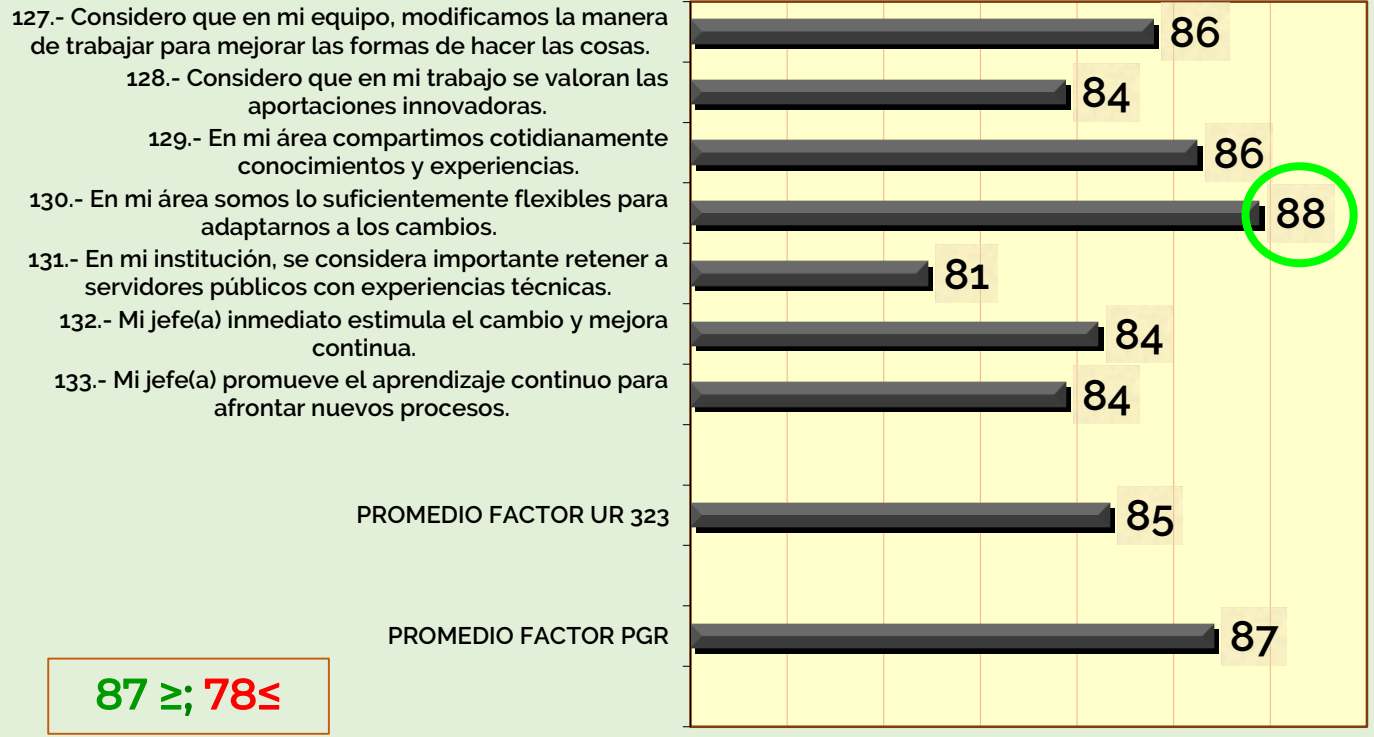 127.- Considero que en mi equipo, modificamos la manera
de trabajar para mejorar las formas de hacer las cosas.
86
128.- Considero que en mi trabajo se valoran las
aportaciones innovadoras.
84
129.- En mi área compartimos cotidianamente
conocimientos y experiencias.
86
130.- En mi área somos lo suficientemente flexibles para
adaptarnos a los cambios.
88
131.- En mi institución, se considera importante retener a
servidores públicos con experiencias técnicas.
81
132.- Mi jefe(a) inmediato estimula el cambio y mejora
continua.
84
133.- Mi jefe(a) promueve el aprendizaje continuo para
afrontar nuevos procesos.
84
PROMEDIO FACTOR UR 323
85
PROMEDIO FACTOR PGR
87
87 ≥; 78≤